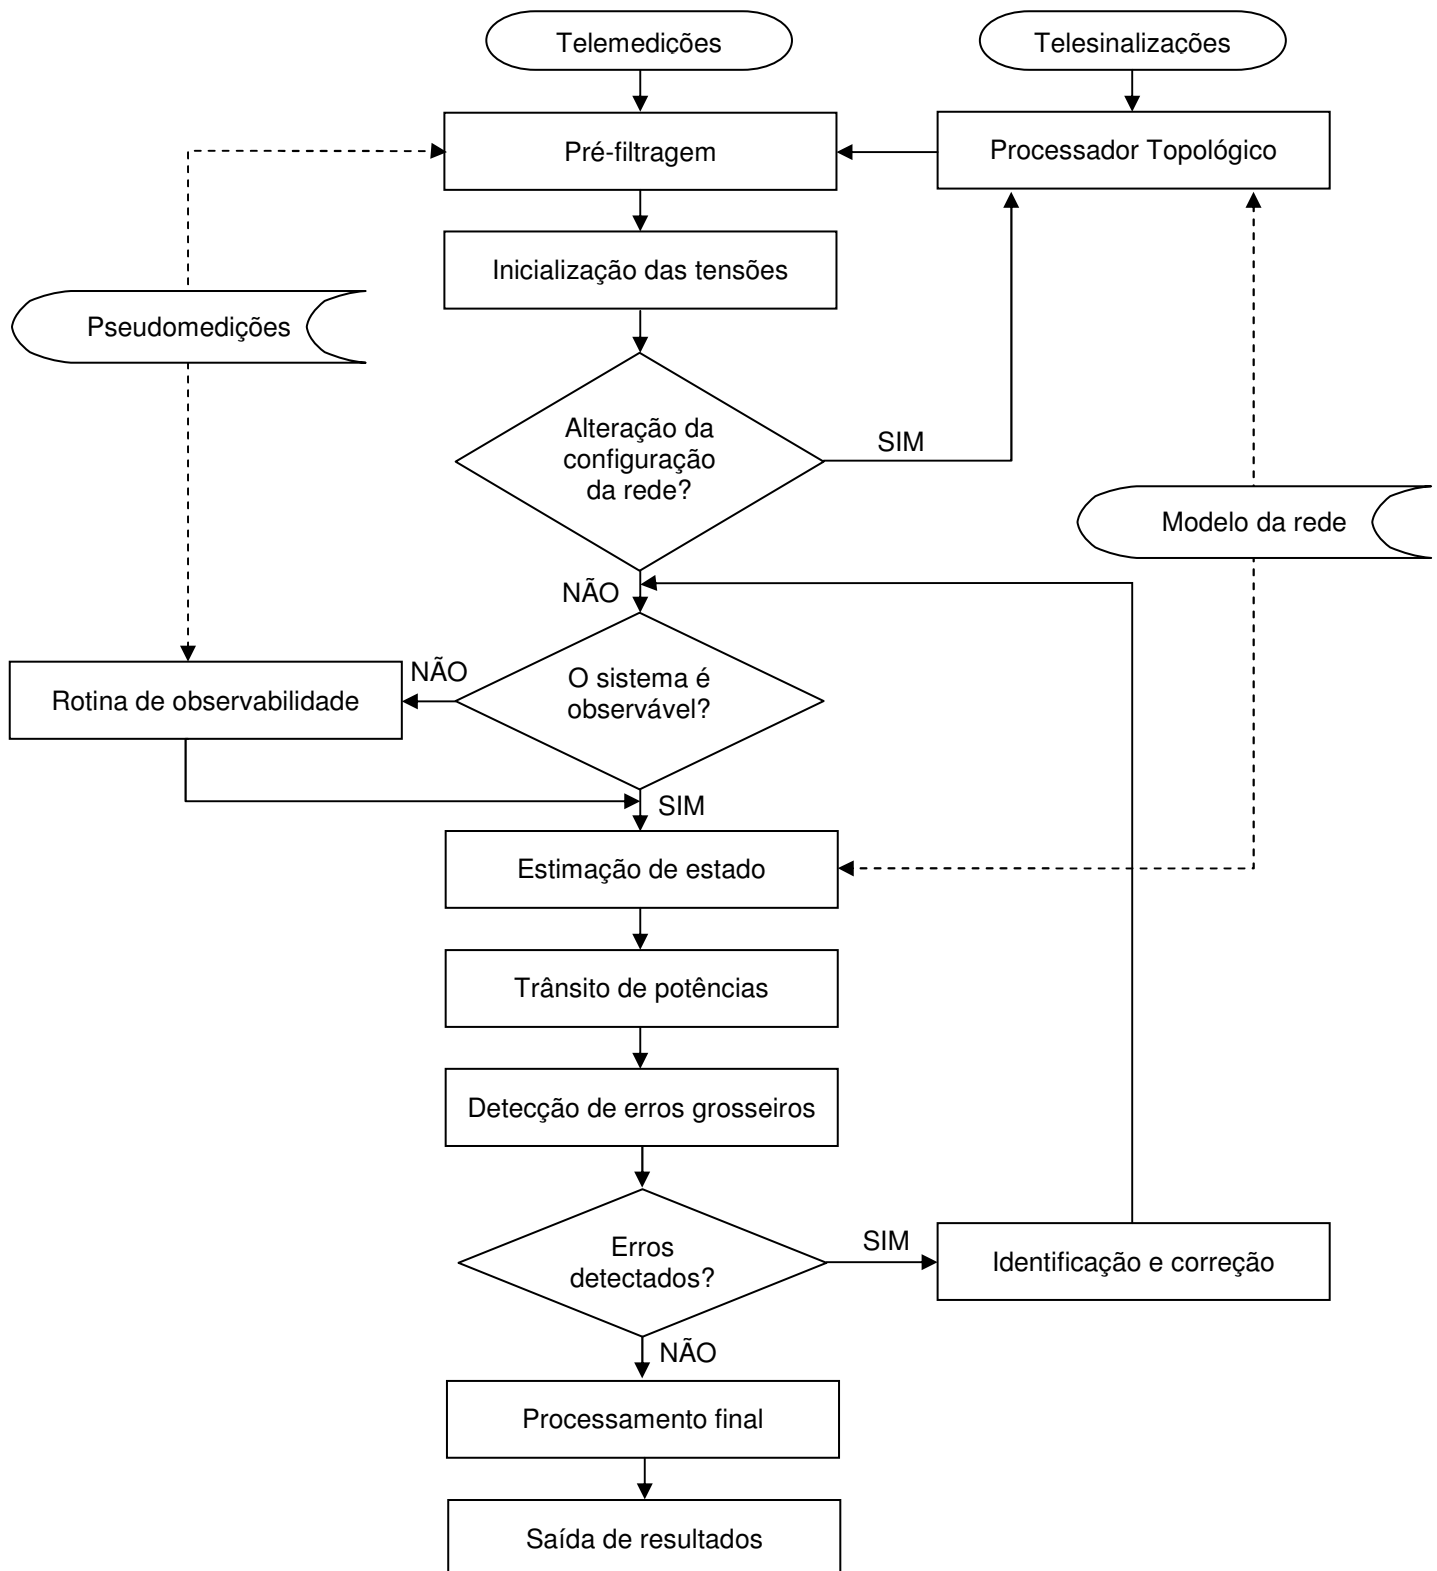 Telemedições
Telesinalizações
Pré-filtragem
Processador Topológico
Inicialização das tensões
Pseudomedições
Alteração da
configuração
da rede?
SIM
Modelo da rede
NÃO
O sistema é
observável?
NÃO
Rotina de observabilidade
SIM
Estimação de estado
Trânsito de potências
Detecção de erros grosseiros
Erros
detectados?
SIM
Identificação e correção
NÃO
Processamento final
Saída de resultados